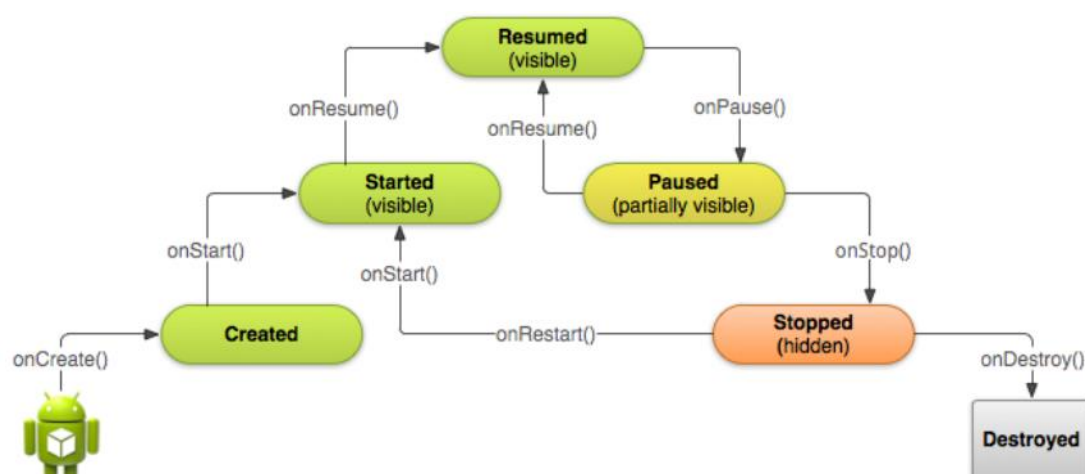 Resumed
(visible)
onResume()
onResume()
onPause()
Started
(visible)
Paused
(partially visible)
onStart()
onStart()
onStop()
Created
onRestart()
Stopped
(hidden)
onCreate()
onDestroy()
Destroyed